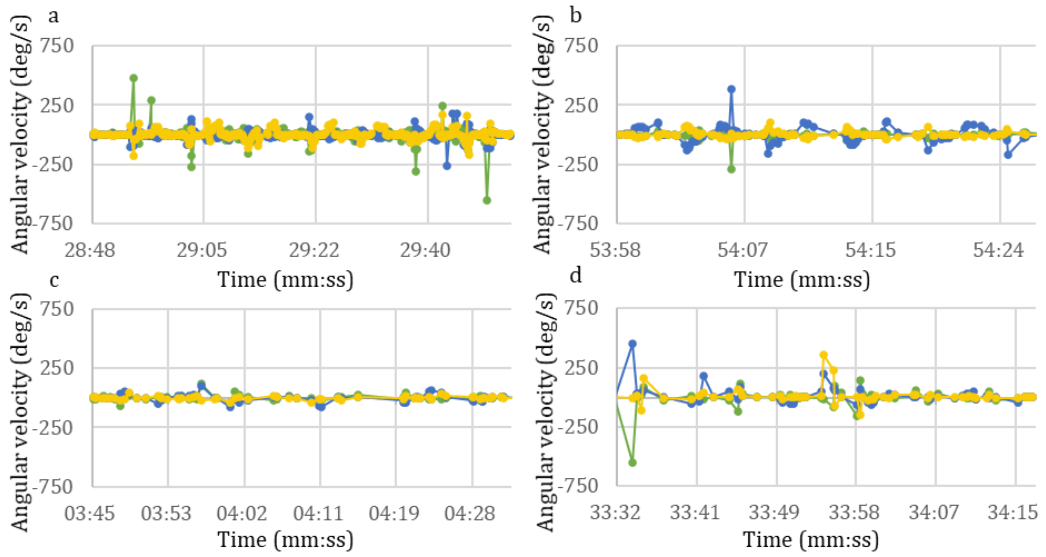 a
Angular velocity (deg/s)
750
250
-250
-750
28:48 29:05 29:22 29:40
Time (mm:ss)
b
Angular velocity (deg/s)
750
250
-250
-750
53:58 54:07 54:15 54:24
Time (mm:ss)
c
Angular velocity (deg/s)
750
250
-250
-750
03:45 03:53 04:02 04:11 04:19 04:28
Time (mm:ss)
d
Angular velocity (deg/s)
750
250
-250
-750
33:32 33:41 33:49 33:58 34:07 34:15
Time (mm:ss)